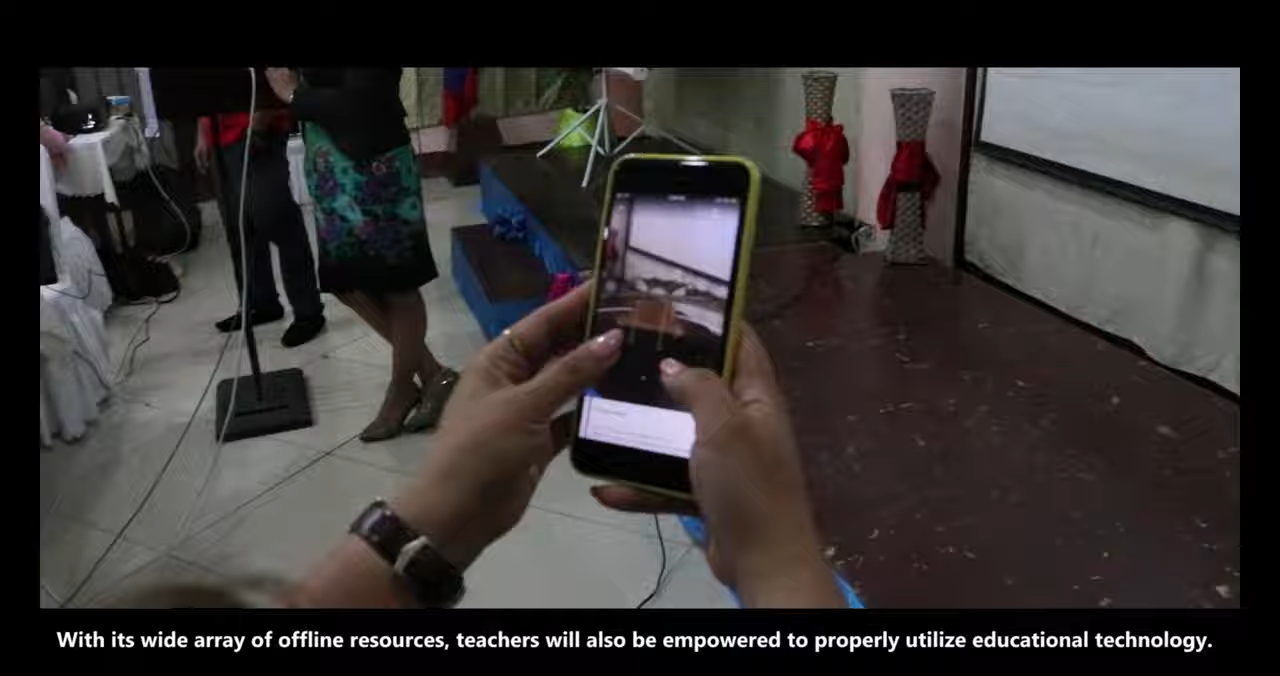 With its wide array of offline resources, teachers will also be empowered to properly utilize educational technology.